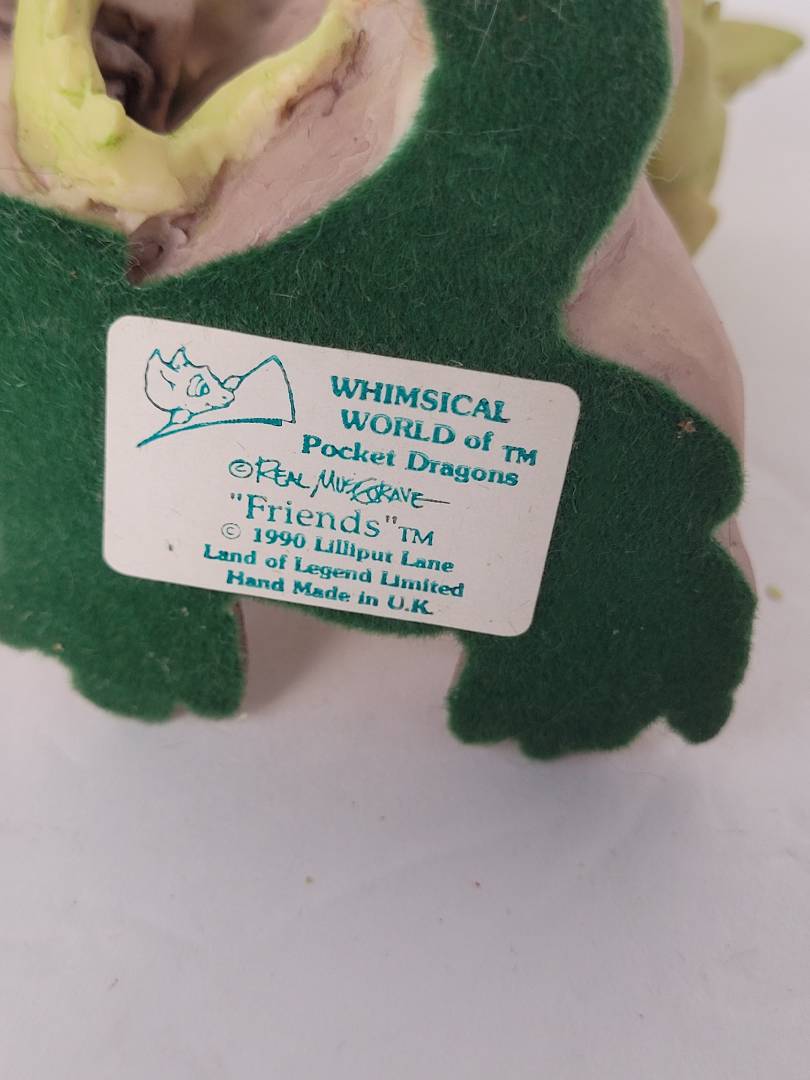 WHIMSICAL
WORLD of ™
Pocket Dragons
© REAL MUSGRAVE
"Friends"™
© 1990 Lilliput Lane
Land of Legend Limited
Hand Made in U.K.